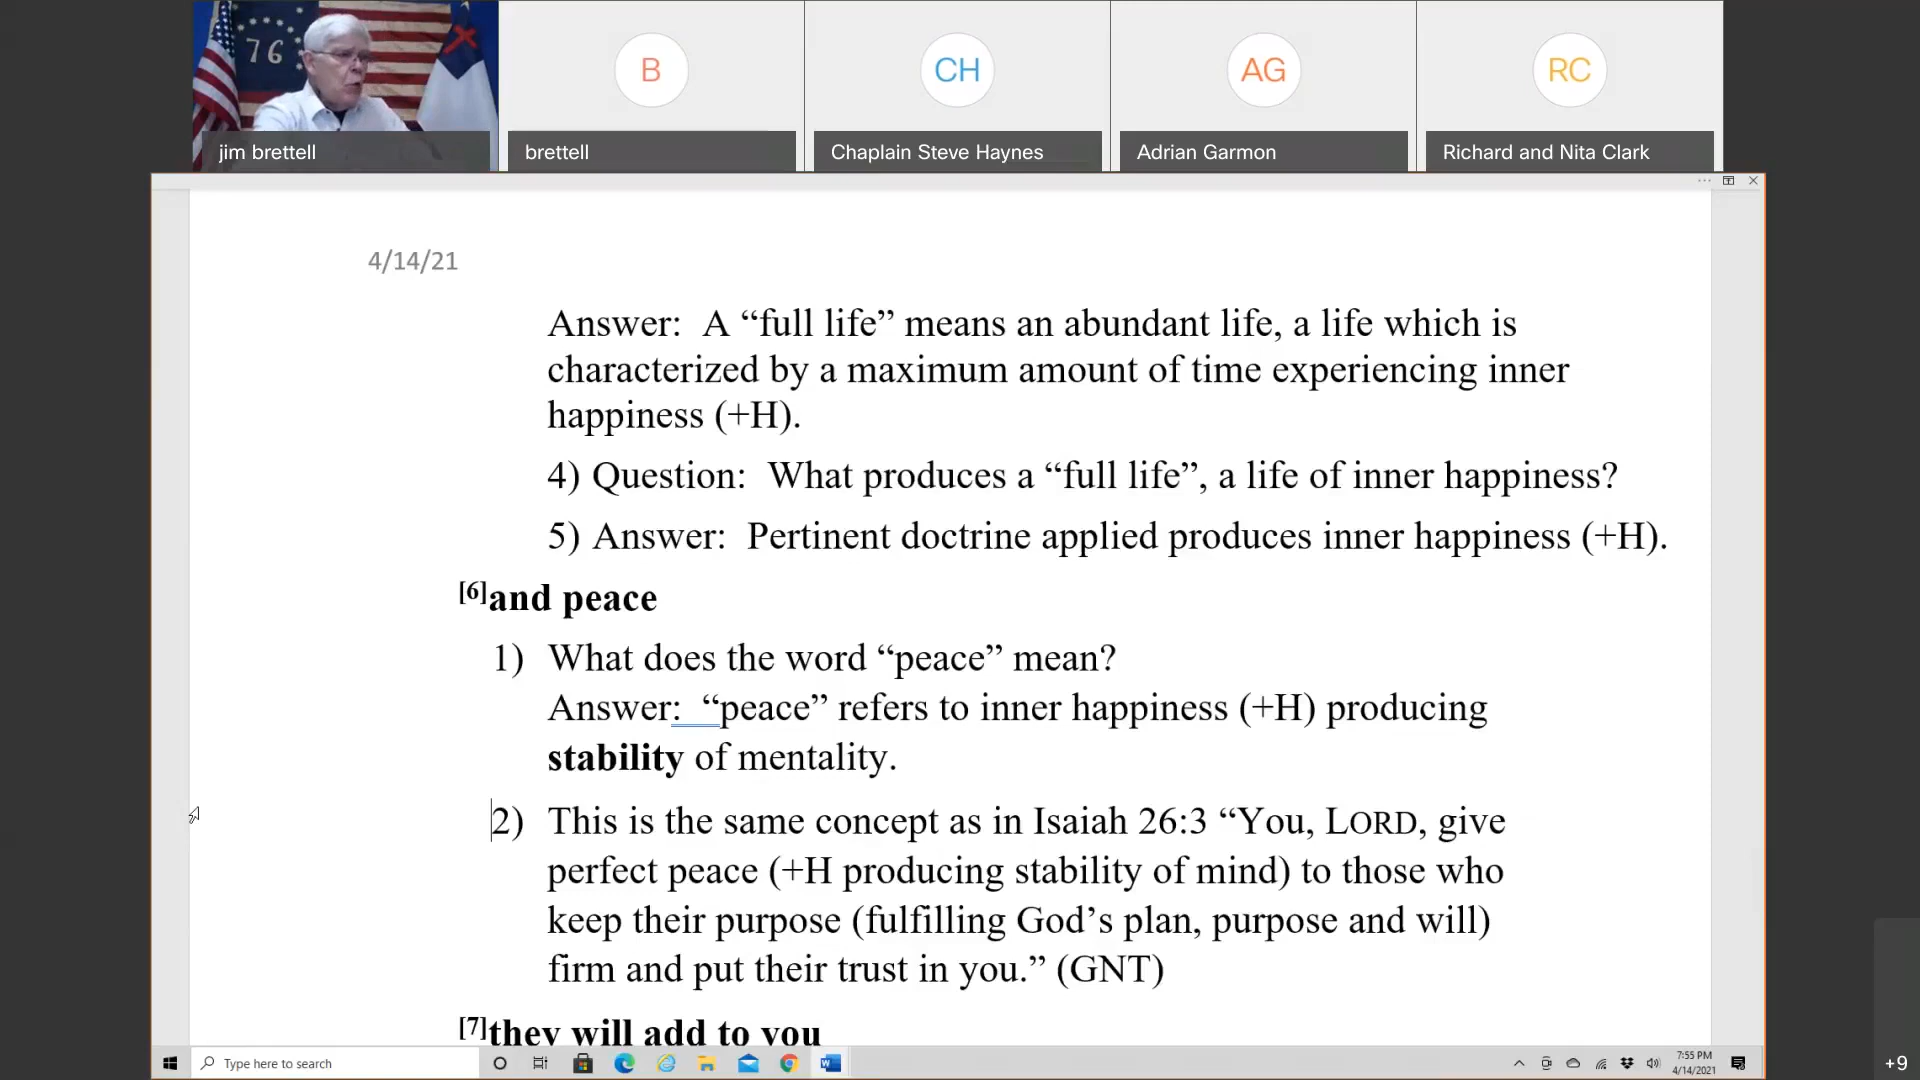 76
B
CH
AG
RC
jim brettell
brettell
Chaplain Steve Haynes
Adrian Garmon
Richard and Nita Clark
4/14/21
Answer:  A “full life” means an abundant life, a life which is
characterized by a maximum amount of time experiencing inner
happiness (+H).
4) Question:  What produces a “full life”, a life of inner happiness?
5) Answer:  Pertinent doctrine applied produces inner happiness (+H).
[6]and peace
1) What does the word “peace” mean?
Answer:  “peace” refers to inner happiness (+H) producing
stability of mentality.
2) This is the same concept as in Isaiah 26:3 “You, LORD, give
perfect peace (+H producing stability of mind) to those who
keep their purpose (fulfilling God’s plan, purpose and will)
firm and put their trust in you.” (GNT)
[7]they will add to you
Type here to search
7:55 PM
4/14/2021
+9